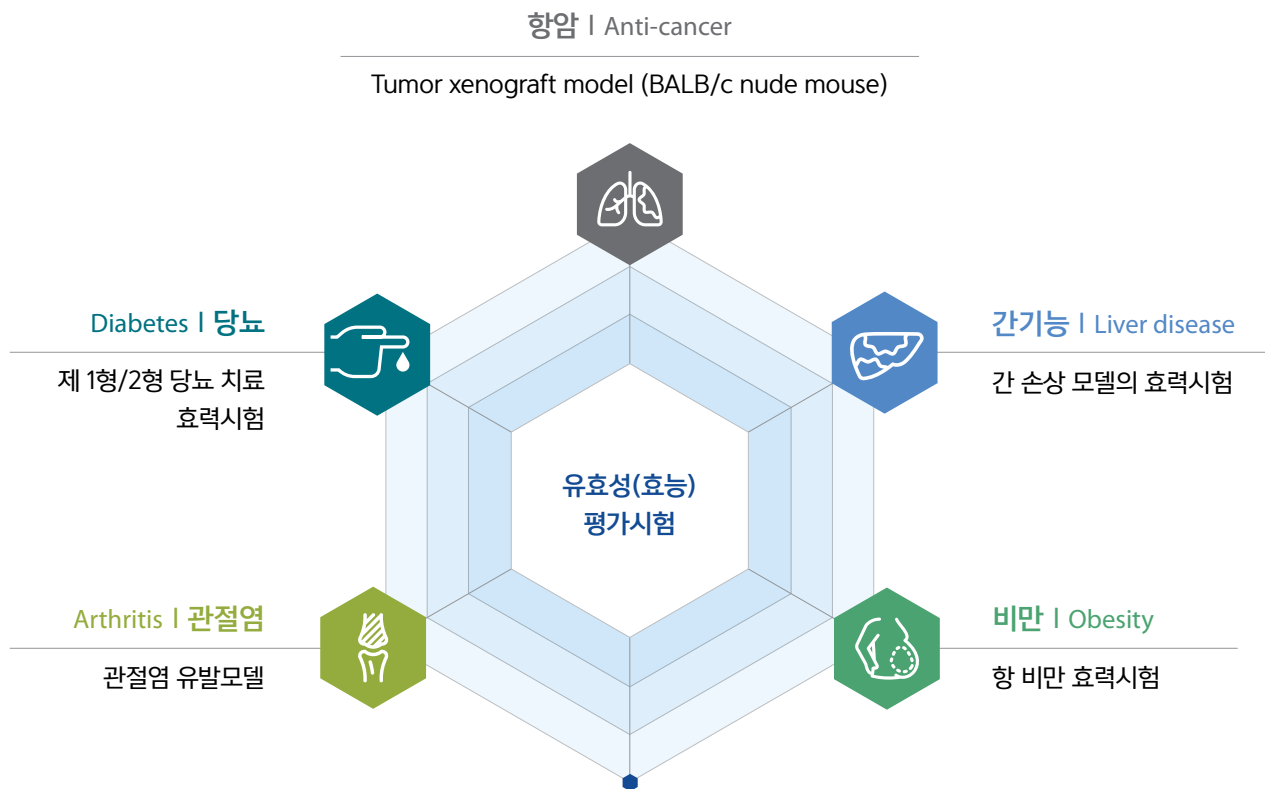 항암 | Anti-cancer
Tumor xenograft model (BALB/c nude mouse)
Diabetes | 당뇨
제 1형/2형 당뇨 치료
효력시험
간기능 | Liver disease
간 손상 모델의 효력시험
유효성(효능)
평가시험
Arthritis | 관절염
관절염 유발모델
비만 | Obesity
항 비만 효력시험